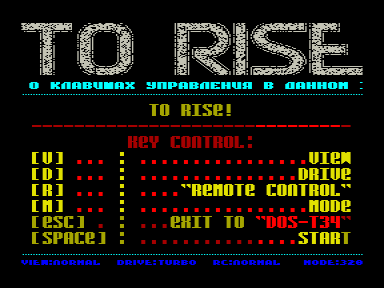 TO RISE
О КЛАВИШАХ УПРАВЛЕНИЯ В ДАННОМ :
TO RISE!
KEY CONTROL:
[V] ... : ................VIEW
[D] ... : ...............DRIVE
[R] ... : ...."REMOTE CONTROL"
[M] ... : ................MODE
[ESC] . : ...EXIT TO "DOS-T34"
[SPACE] : ...............START
VIEW:NORMAL DRIVE:TURBO RC:NORMAL MODE:320